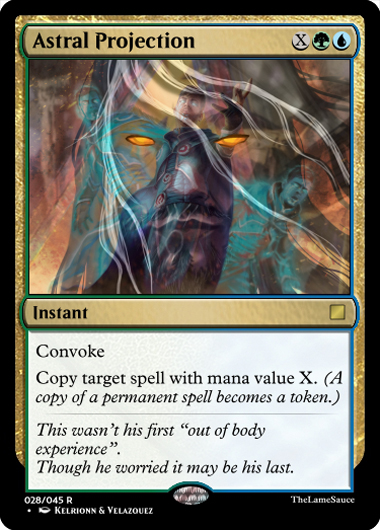 Astral Projection XGU
Instant
Convoke
Copy target spell with mana value X. (A
copy of a permanent spell becomes a token.)
This wasn't his first “out of body
experience”.
Though he worried it may be his last.
028/045 R
TheLameSauce
• Kelrionn & Velazouez